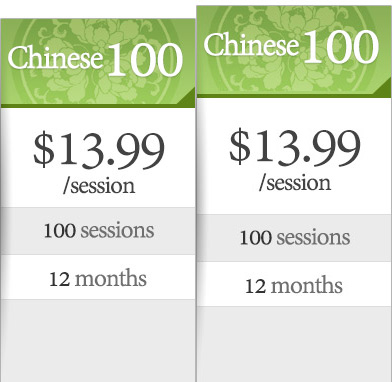 Chinese 100
$13.99
/session
100 sessions
12 months
Chinese 100
$13.99
/session
100 sessions
12 months